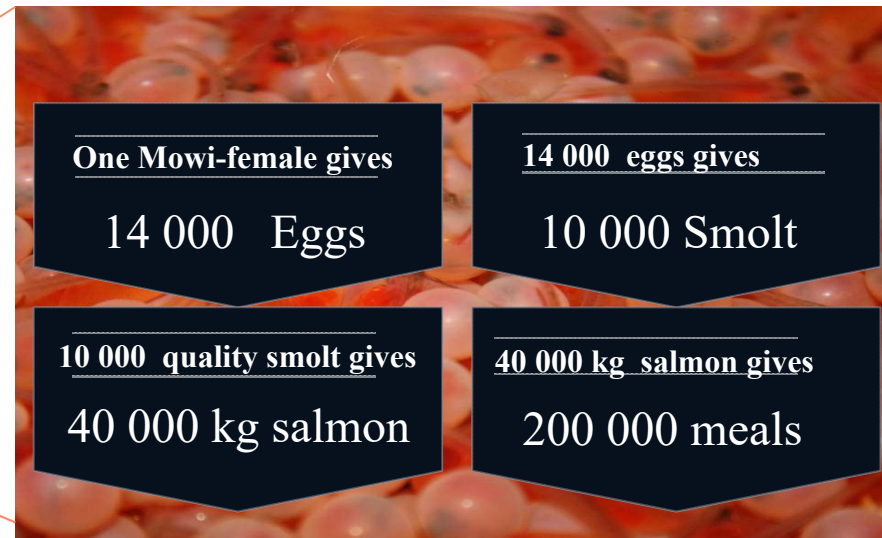 One Mowi-female gives
14 000 Eggs
14 000 eggs gives
10 000 Smolt
10 000 quality smolt gives
40 000 kg salmon
40 000 kg salmon gives
200 000 meals